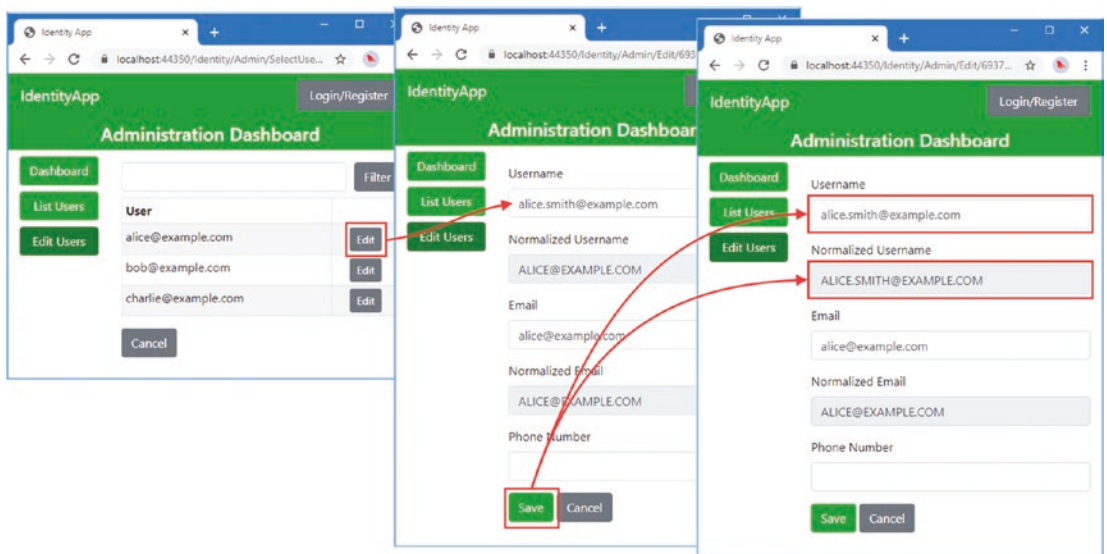 Identity App
localhost:44350/Identity/Admin/SelectUse...
IdentityApp
Login/Register
Administration Dashboard
Dashboard
List Users
Edit Users
Filter
User
alice@example.com
Edit
bob@example.com
Edit
charlie@example.com
Edit
Cancel
Identity App
localhost:44350/Identity/Admin/Edit/693
IdentityApp
Administration Dashboar
Dashboard
List Users
Edit Users
Username
alice.smith@example.com
Normalized Username
ALICE@EXAMPLE.COM
Email
alice@example.com
Normalized Email
ALICE@EXAMPLE.COM
Phone Number
Save
Cancel
Identity App
localhost:44350/Identity/Admin/Edit/6937...
IdentityApp
Login/Register
Administration Dashboard
Dashboard
List Users
Edit Users
Username
alice.smith@example.com
Normalized Username
ALICE.SMITH@EXAMPLE.COM
Email
alice@example.com
Normalized Email
ALICE@EXAMPLE.COM
Phone Number
Save
Cancel